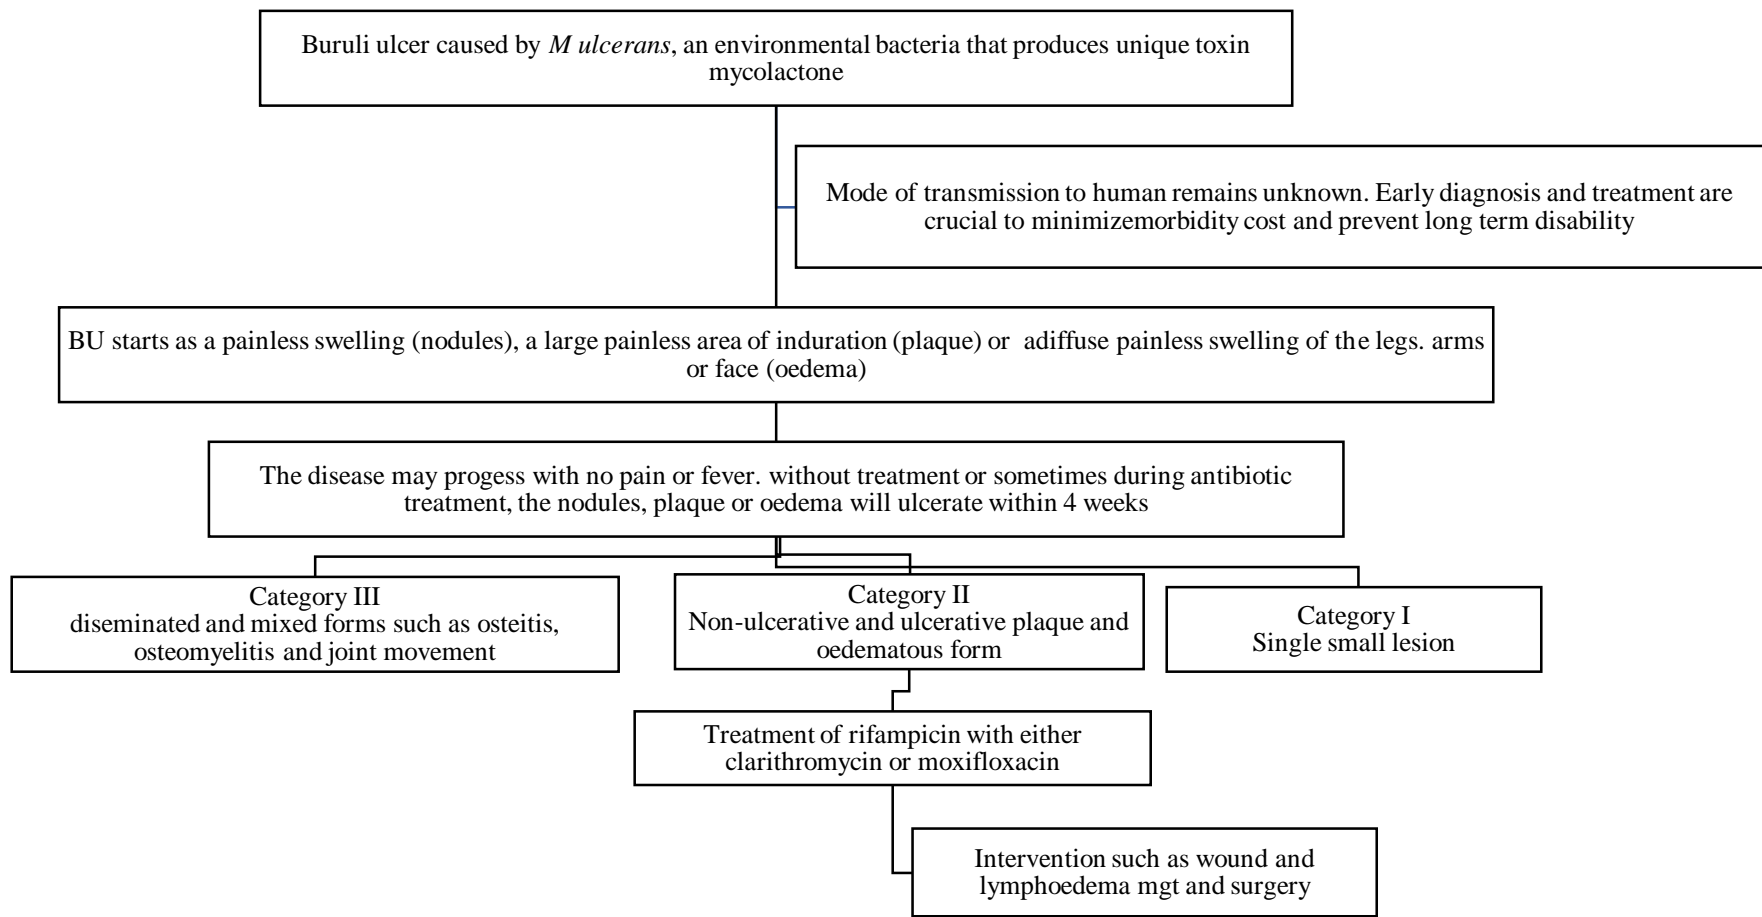 Buruli ulcer caused by M ulcerans, an environmental bacteria that produces unique toxin
mycolactone
Mode of transmission to human remains unknown. Early diagnosis and treatment are
crucial to minimizemorbidity cost and prevent long term disability
BU starts as a painless swelling (nodules), a large painless area of induration (plaque) or adiffuse painless swelling of the legs. arms
or face (oedema)
The disease may progess with no pain or fever. without treatment or sometimes during antibiotic
treatment, the nodules, plaque or oedema will ulcerate within 4 weeks
Category III
diseminated and mixed forms such as osteitis,
osteomyelitis and joint movement
Category II
Non-ulcerative and ulcerative plaque and
oedematous form
Category I
Single small lesion
Treatment of rifampicin with either
clarithromycin or moxifloxacin
Intervention such as wound and
lymphoedema mgt and surgery